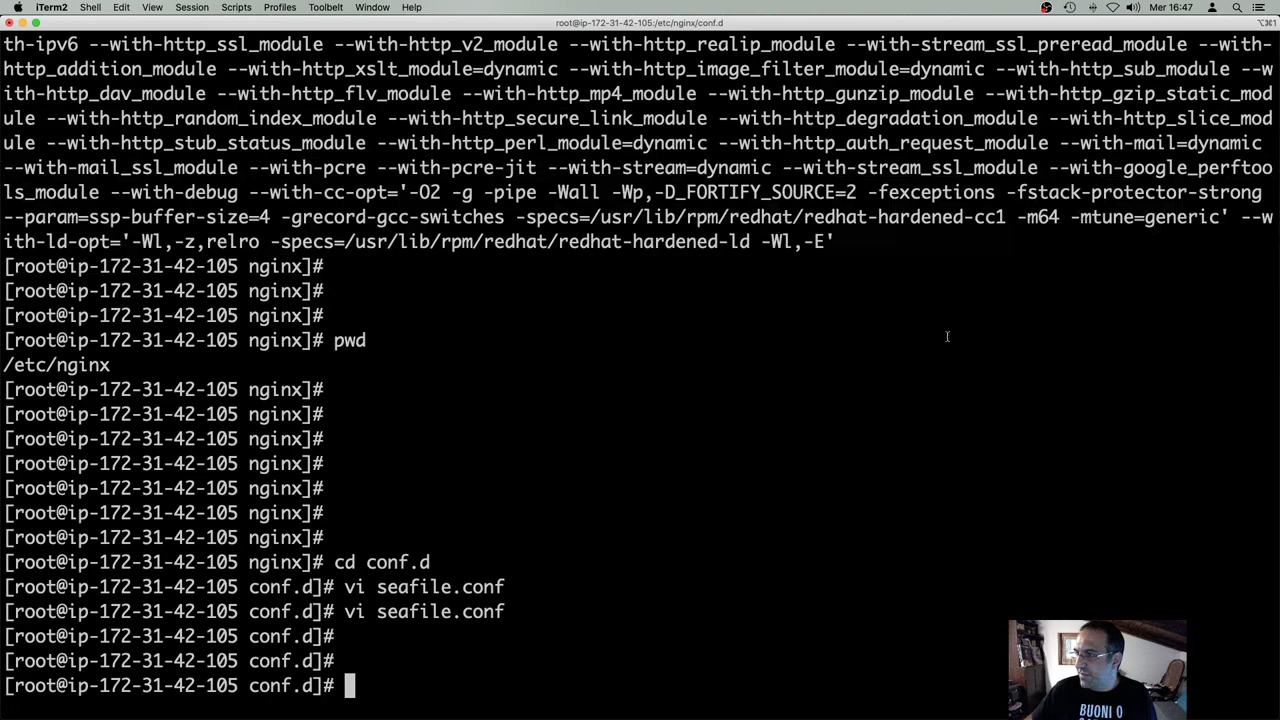 iTerm2 Shell Edit View Session Scripts Profiles Toolbelt Window Help Mer 16:47
root@ip-172-31-42-105:/etc/nginx/conf.d ⌥⌘1
th-ipv6 --with-http_ssl_module --with-http_v2_module --with-http_realip_module --with-stream_ssl_preread_module --with-
http_addition_module --with-http_xslt_module=dynamic --with-http_image_filter_module=dynamic --with-http_sub_module --w
ith-http_dav_module --with-http_flv_module --with-http_mp4_module --with-http_gunzip_module --with-http_gzip_static_mod
ule --with-http_random_index_module --with-http_secure_link_module --with-http_degradation_module --with-http_slice_mod
ule --with-http_stub_status_module --with-http_perl_module=dynamic --with-http_auth_request_module --with-mail=dynamic
--with-mail_ssl_module --with-pcre --with-pcre-jit --with-stream=dynamic --with-stream_ssl_module --with-google_perftoo
ls_module --with-debug --with-cc-opt='-O2 -g -pipe -Wall -Wp,-D_FORTIFY_SOURCE=2 -fexceptions -fstack-protector-strong
--param=ssp-buffer-size=4 -grecord-gcc-switches -specs=/usr/lib/rpm/redhat/redhat-hardened-cc1 -m64 -mtune=generic' --w
ith-ld-opt='-Wl,-z,relro -specs=/usr/lib/rpm/redhat/redhat-hardened-ld -Wl,-E'
[root@ip-172-31-42-105 nginx]#
[root@ip-172-31-42-105 nginx]#
[root@ip-172-31-42-105 nginx]#
[root@ip-172-31-42-105 nginx]# pwd
/etc/nginx
[root@ip-172-31-42-105 nginx]#
[root@ip-172-31-42-105 nginx]#
[root@ip-172-31-42-105 nginx]#
[root@ip-172-31-42-105 nginx]#
[root@ip-172-31-42-105 nginx]#
[root@ip-172-31-42-105 nginx]#
[root@ip-172-31-42-105 nginx]#
[root@ip-172-31-42-105 nginx]# cd conf.d
[root@ip-172-31-42-105 conf.d]# vi seafile.conf
[root@ip-172-31-42-105 conf.d]# vi seafile.conf
[root@ip-172-31-42-105 conf.d]#
[root@ip-172-31-42-105 conf.d]#
[root@ip-172-31-42-105 conf.d]#
BUONI O